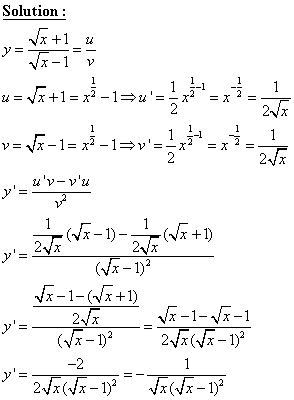 Solution :
y = (√x + 1)/(√x − 1) = u/v
u = √x + 1 = x^(1/2) − 1 ⇒ u' = (1/2) x^(1/2 − 1) = x^(−1/2) = 1/(2√x)
v = √x − 1 = x^(1/2) − 1 ⇒ v' = (1/2) x^(1/2 − 1) = x^(−1/2) = 1/(2√x)
y' = (u'v − v'u)/v²
y' = ((1/(2√x))(√x − 1) − (1/(2√x))(√x + 1))/(√x − 1)²
y' = ((√x − 1 − (√x + 1))/(2√x))/(√x − 1)² = (√x − 1 − √x − 1)/(2√x(√x − 1)²)
y' = −2/(2√x(√x − 1)²) = −1/(√x(√x − 1)²)